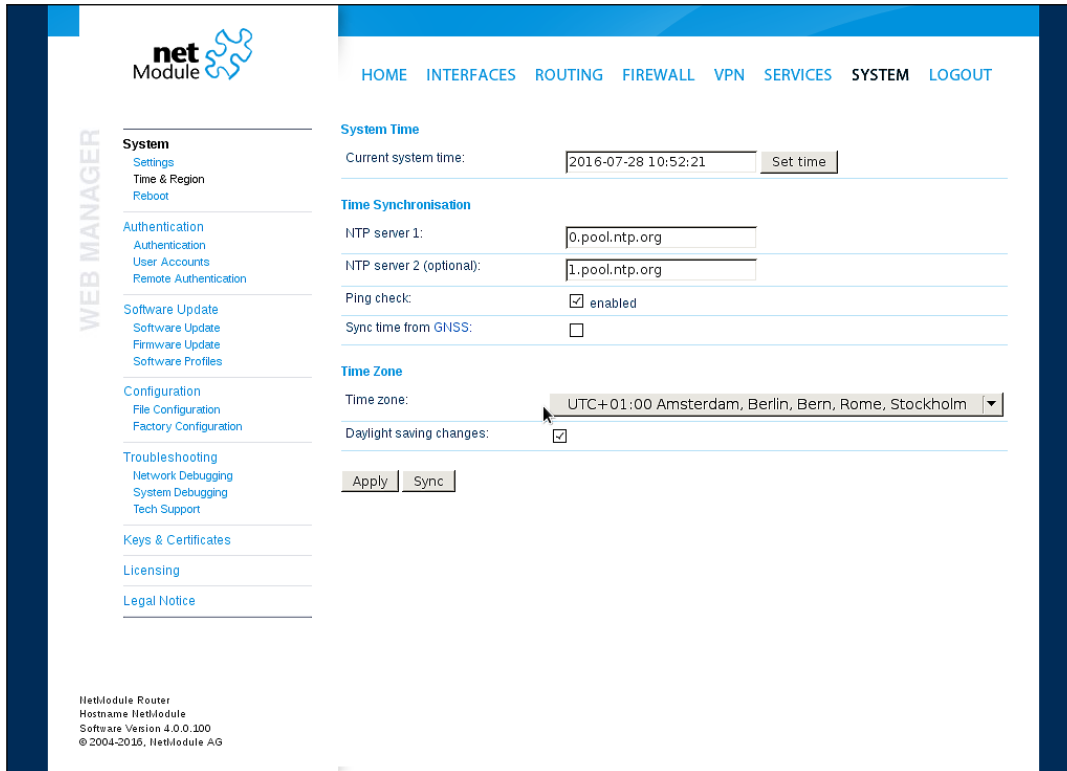 net
Module
HOME INTERFACES ROUTING FIREWALL VPN SERVICES SYSTEM LOGOUT
WEB MANAGER
System
Settings
Time & Region
Reboot
Authentication
Authentication
User Accounts
Remote Authentication
Software Update
Software Update
Firmware Update
Software Profiles
Configuration
File Configuration
Factory Configuration
Troubleshooting
Network Debugging
System Debugging
Tech Support
Keys & Certificates
Licensing
Legal Notice
System Time
Current system time: 2016-07-28 10:52:21 Set time
Time Synchronisation
NTP server 1: 0.pool.ntp.org
NTP server 2 (optional): 1.pool.ntp.org
Ping check: enabled
Sync time from GNSS:
Time Zone
Time zone: UTC+01:00 Amsterdam, Berlin, Bern, Rome, Stockholm
Daylight saving changes:
Apply Sync
NetModule Router
Hostname NetModule
Software Version 4.0.0.100
© 2004-2016, NetModule AG